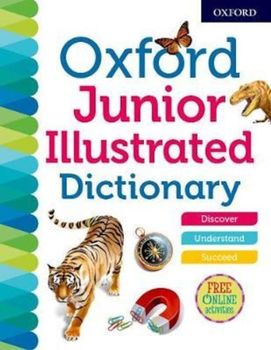 OXFORD
Oxford
Junior
Illustrated
Dictionary
Discover
Understand
Succeed
FREE
ONLINE
activities